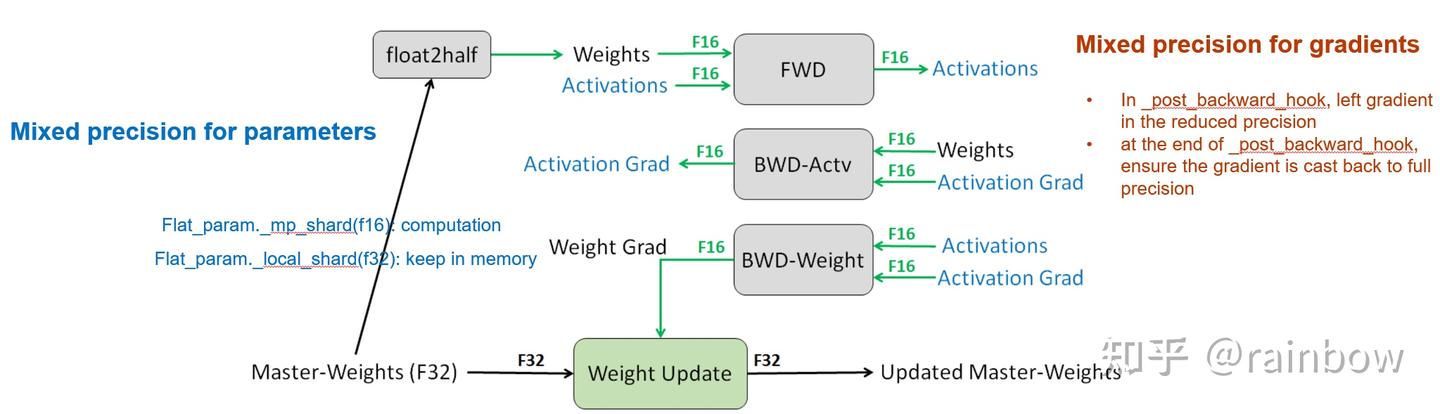 float2half
Weights
F16
Activations
F16
FWD
F16
Activations
Mixed precision for gradients
• In _post_backward_hook, left gradient
in the reduced precision
• at the end of _post_backward_hook,
ensure the gradient is cast back to full
precision
Mixed precision for parameters
Activation Grad
F16
BWD-Actv
F16
Weights
F16
Activation Grad
Flat_param._mp_shard(f16): computation
Flat_param._local_shard(f32): keep in memory
Weight Grad
F16
BWD-Weight
F16
Activations
F16
Activation Grad
Master-Weights (F32)
F32
Weight Update
F32
Updated Master-Weights
知乎 @rainbow